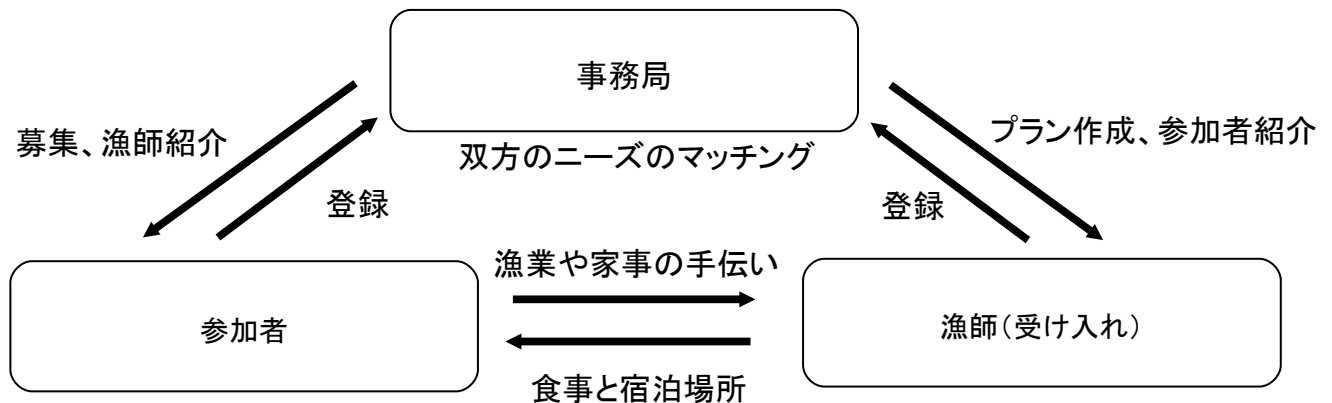 事務局
募集、漁師紹介
プラン作成、参加者紹介
双方のニーズのマッチング
登録
登録
漁業や家事の手伝い
参加者
漁師(受け入れ)
食事と宿泊場所